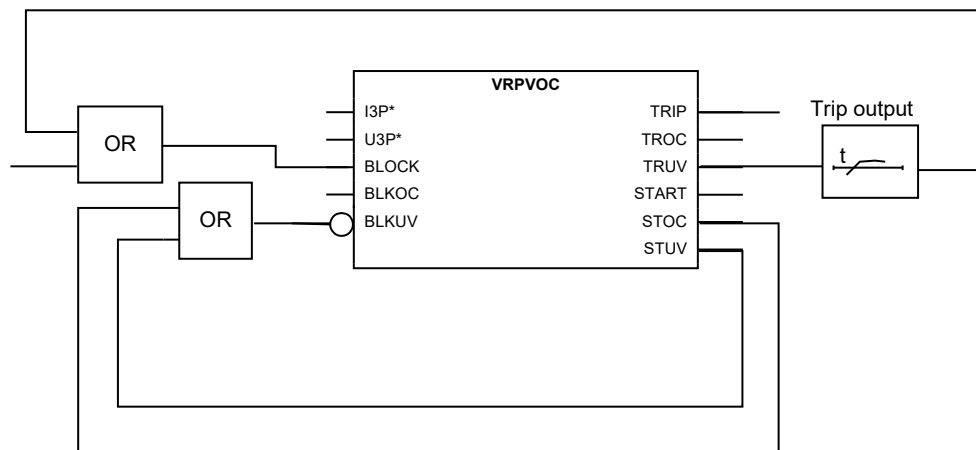 VRPVOC
I3P*
TRIP
Trip output
OR
U3P*
TROC
t
BLOCK
TRUV
BLKOC
START
OR
BLKUV
STOC
STUV